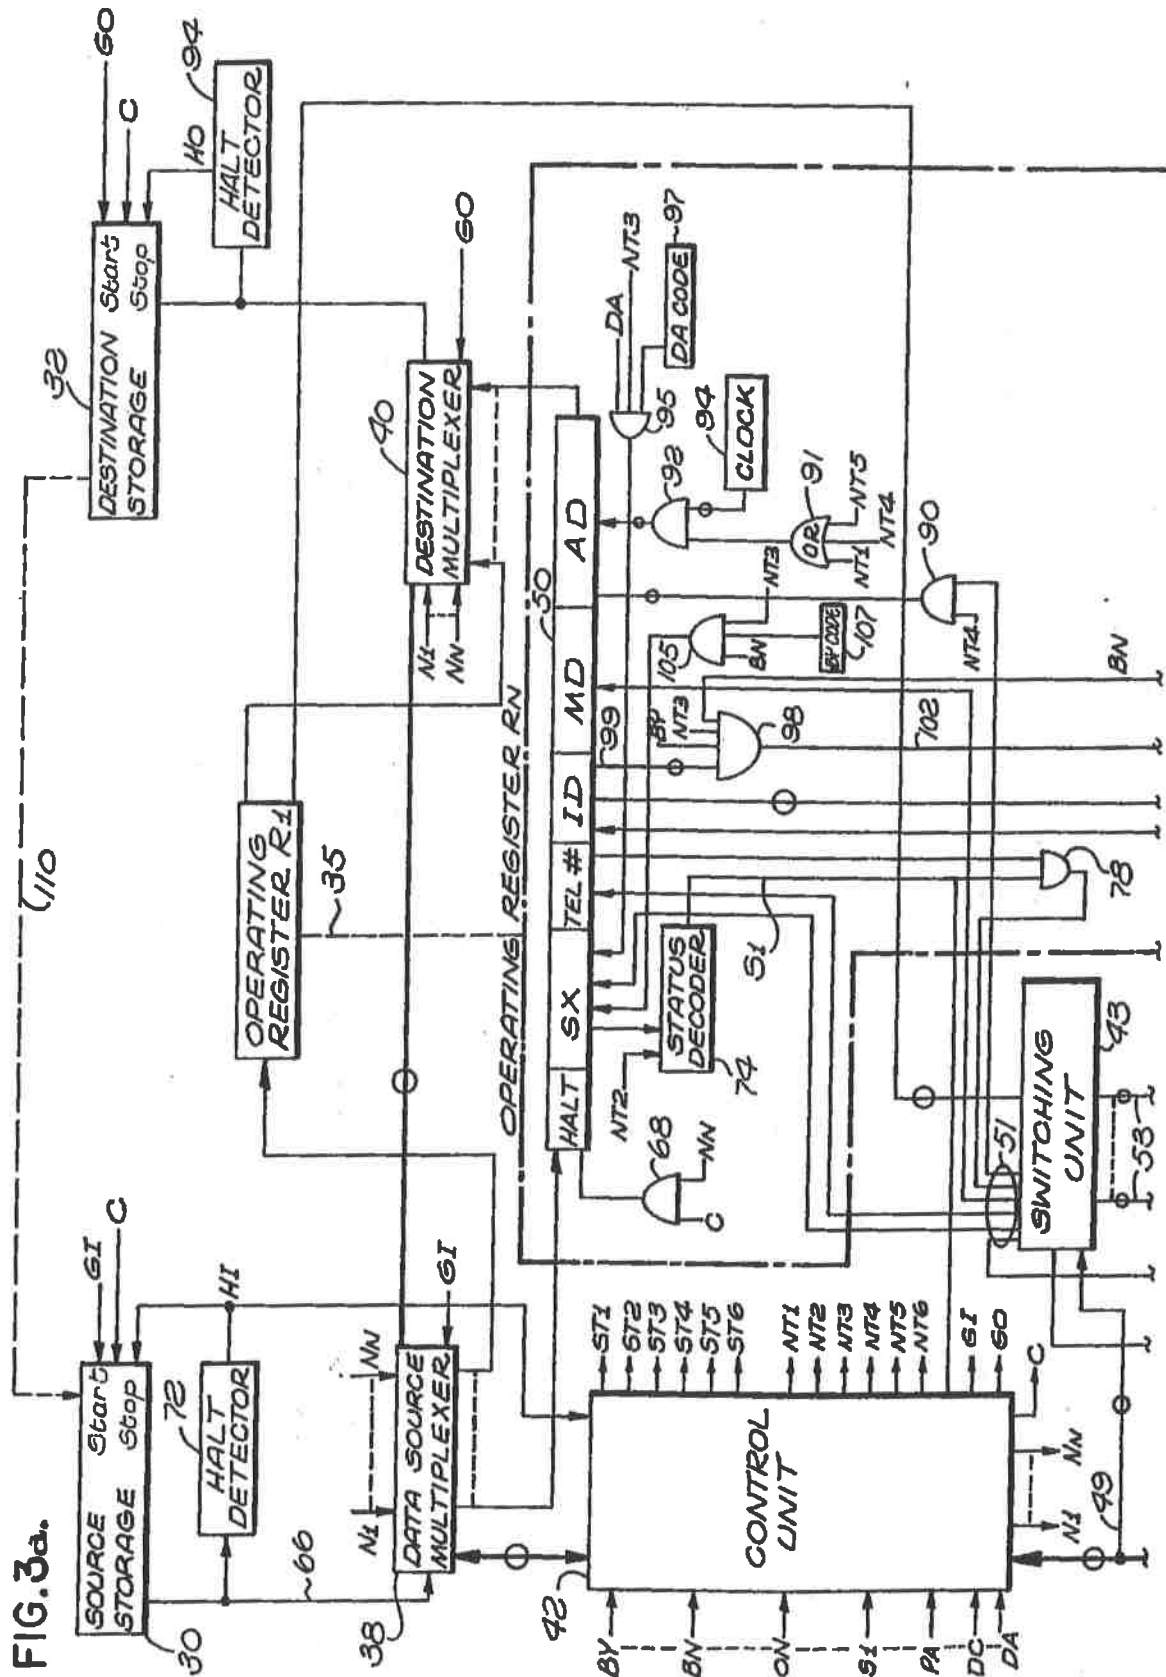 FIG.3a.
SOURCE Start
STORAGE Stop
30
GI
C
HI
72
HALT
DETECTOR
66
110
DESTINATION Start
STORAGE Stop
32
GO
C
HO
94
HALT
DETECTOR
OPERATING
REGISTER R1
35
N1
NN
DATA SOURCE
MULTIPLEXER
38
GI
DESTINATION
MULTIPLEXER
40
N1
NN
GO
OPERATING REGISTER RN
50
HALT
SX
TEL #
ID
MD
AD
68
C
NN
NT2
STATUS
DECODER
74
S1
78
99
BY
NT3
98
102
BN
105
BN
NT3
BY CODE
107
DA
NT3
95
DA CODE
97
92
94
CLOCK
OR
91
NT1
NT4
NT5
90
NT4
42
CONTROL
UNIT
BY
BN
ON
S1
PA
DC
DA
ST1
ST2
ST3
ST4
ST5
ST6
NT1
NT2
NT3
NT4
NT5
NT6
GI
GO
C
N1
NN
49
51
SWITCHING
UNIT
43
53